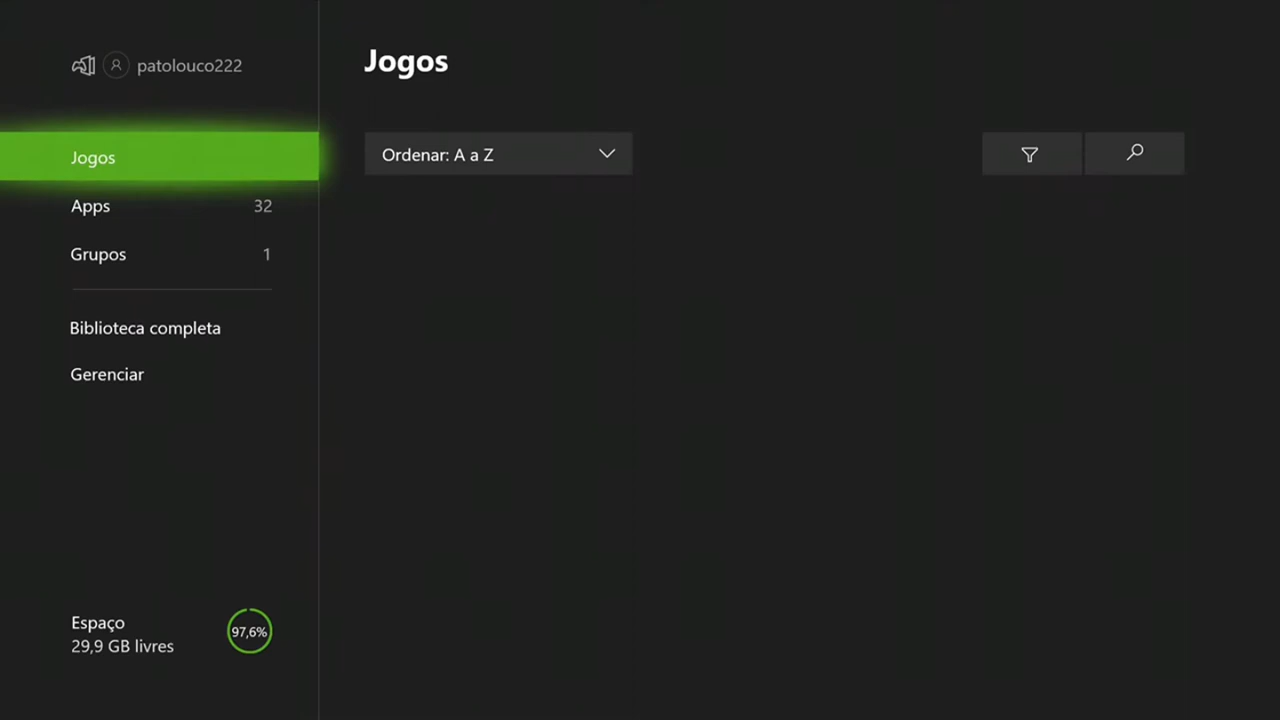 patolouco222
Jogos
Apps 32
Grupos 1
Biblioteca completa
Gerenciar
Espaço
29,9 GB livres
97,6%
Jogos
Ordenar: A a Z